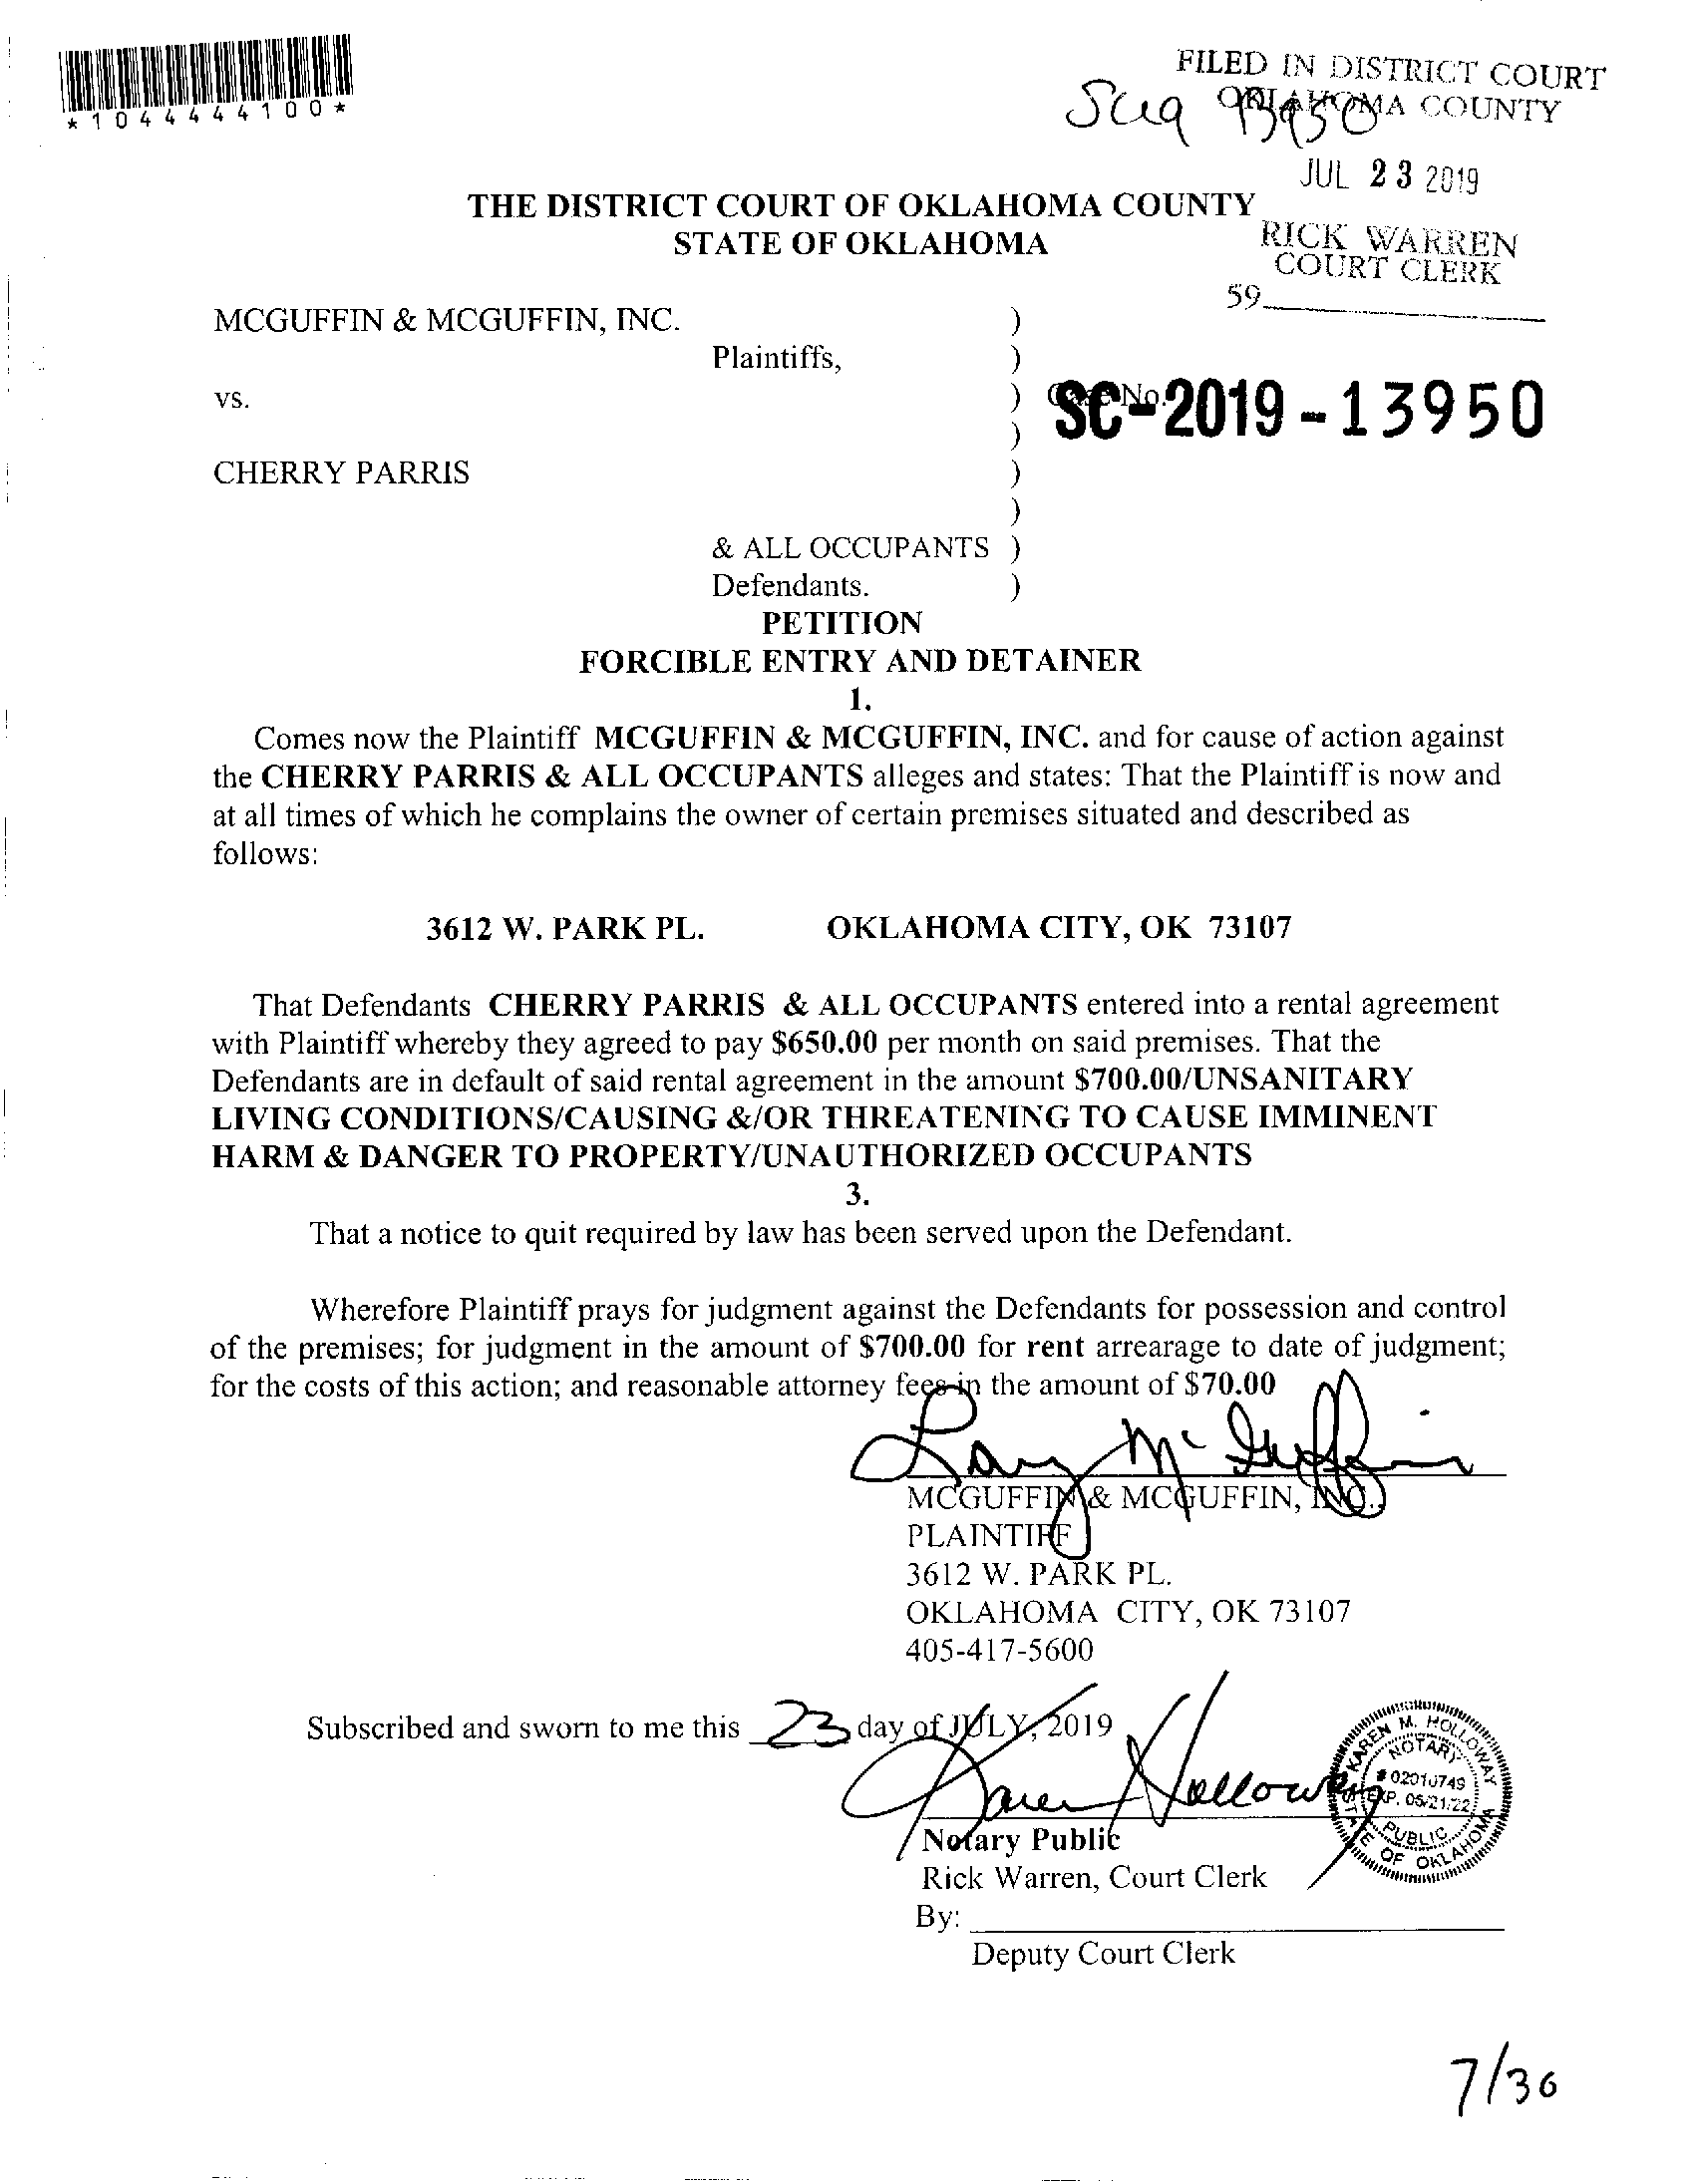 *1044444100*
FILED IN DISTRICT COURT
OKLAHOMA COUNTY
JUL 23 2019
RICK WARREN
COURT CLERK
59
THE DISTRICT COURT OF OKLAHOMA COUNTY
STATE OF OKLAHOMA
MCGUFFIN & MCGUFFIN, INC. )
Plaintiffs, )
vs. ) Case No. SC-2019-13950
)
CHERRY PARRIS )
)
& ALL OCCUPANTS )
Defendants. )
PETITION
FORCIBLE ENTRY AND DETAINER
1.
Comes now the Plaintiff MCGUFFIN & MCGUFFIN, INC. and for cause of action against
the CHERRY PARRIS & ALL OCCUPANTS alleges and states: That the Plaintiff is now and
at all times of which he complains the owner of certain premises situated and described as
follows:
3612 W. PARK PL. OKLAHOMA CITY, OK 73107
That Defendants CHERRY PARRIS & ALL OCCUPANTS entered into a rental agreement
with Plaintiff whereby they agreed to pay $650.00 per month on said premises. That the
Defendants are in default of said rental agreement in the amount $700.00/UNSANITARY
LIVING CONDITIONS/CAUSING &/OR THREATENING TO CAUSE IMMINENT
HARM & DANGER TO PROPERTY/UNAUTHORIZED OCCUPANTS
3.
That a notice to quit required by law has been served upon the Defendant.
Wherefore Plaintiff prays for judgment against the Defendants for possession and control
of the premises; for judgment in the amount of $700.00 for rent arrearage to date of judgment;
for the costs of this action; and reasonable attorney fees in the amount of $70.00
McGuffin
MCGUFFIN & MCGUFFIN, INC.
PLAINTIFF
3612 W. PARK PL.
OKLAHOMA CITY, OK 73107
405-417-5600
Subscribed and sworn to me this 23 day of JULY, 2019
Karen Holloway
KAREN M. HOLLOWAY
NOTARY
# 02010749
EXP. 05/21/22
PUBLIC
STATE OF OKLAHOMA
Notary Public
Rick Warren, Court Clerk
By:
Deputy Court Clerk
7/30